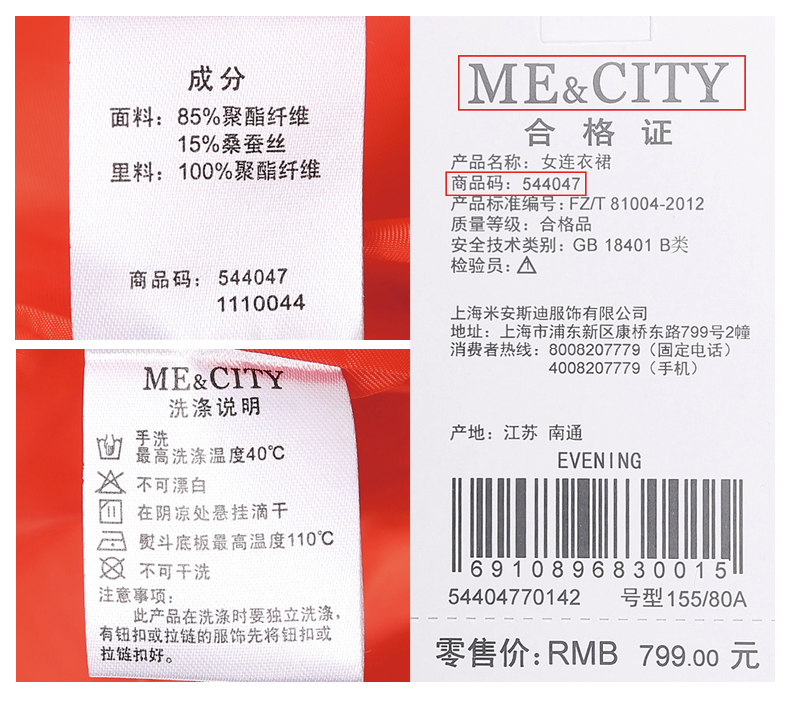 成分
面料：85%聚酯纤维
15%桑蚕丝
里料：100%聚酯纤维
商品码：544047
1110044
ME&CITY
洗涤说明
手洗
最高洗涤温度40℃
不可漂白
在阴凉处悬挂滴干
熨斗底板最高温度110℃
不可干洗
注意事项：
此产品在洗涤时要独立洗涤，
有钮扣或拉链的服饰先将钮扣或
拉链扣好。
ME&CITY
合格证
产品名称：女连衣裙
商品码：544047
产品标准编号：FZ/T 81004-2012
质量等级：合格品
安全技术类别：GB 18401 B类
检验员：
上海米安斯迪服饰有限公司
地址：上海市浦东新区康桥东路799号2幢
消费者热线：8008207779（固定电话）
4008207779（手机）
产地：江苏 南通
EVENING
6910896830015
54404770142 号型155/80A
零售价：RMB 799.00 元